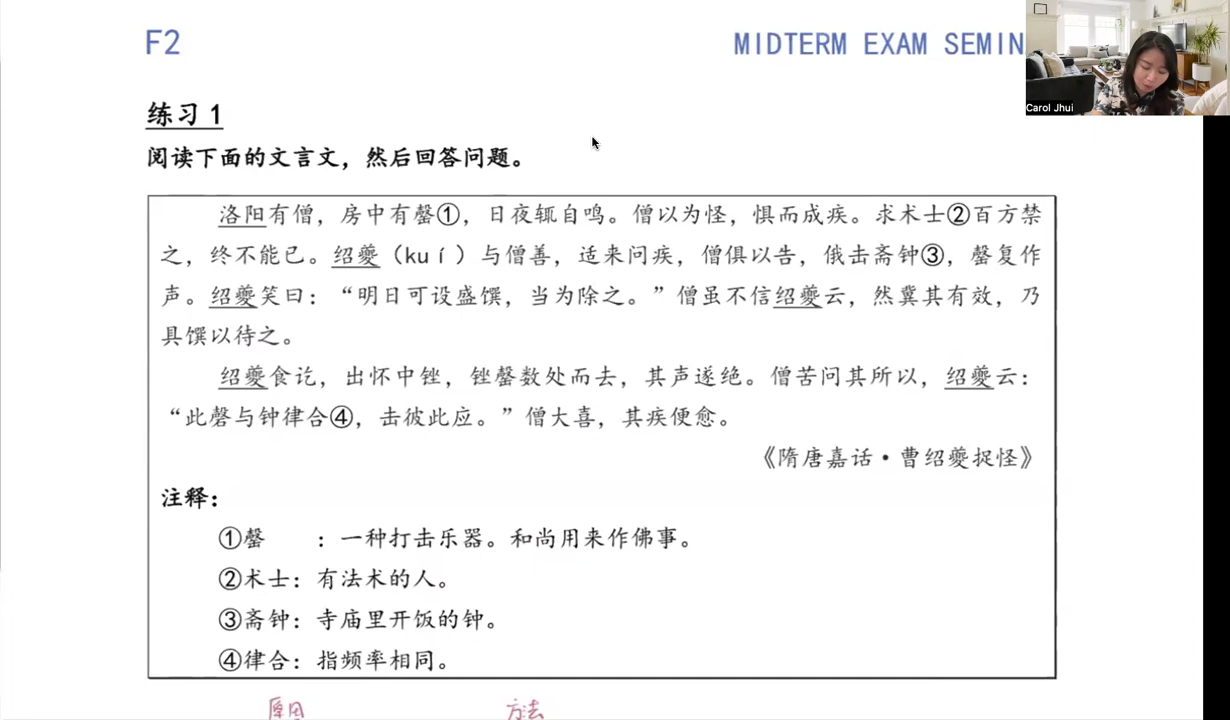 F2
MIDTERM EXAM SEMIN
Carol Jhui
练习 1
阅读下面的文言文，然后回答问题。
洛阳有僧，房中有罄①，日夜辄自鸣。僧以为怪，惧而成疾。求术士②百方禁
之，终不能已。绍夔（kuí）与僧善，适来问疾，僧俱以告，俄击斋钟③，罄复作
声。绍夔笑曰：“明日可设盛馔，当为除之。”僧虽不信绍夔云，然冀其有效，乃
具馔以待之。
绍夔食讫，出怀中锉，锉罄数处而去，其声遂绝。僧苦问其所以，绍夔云：
“此磬与钟律合④，击彼此应。”僧大喜，其疾便愈。
《隋唐嘉话·曹绍夔捉怪》
注释：
①罄 ：一种打击乐器。和尚用来作佛事。
②术士：有法术的人。
③斋钟：寺庙里开饭的钟。
④律合：指频率相同。
原因 方法